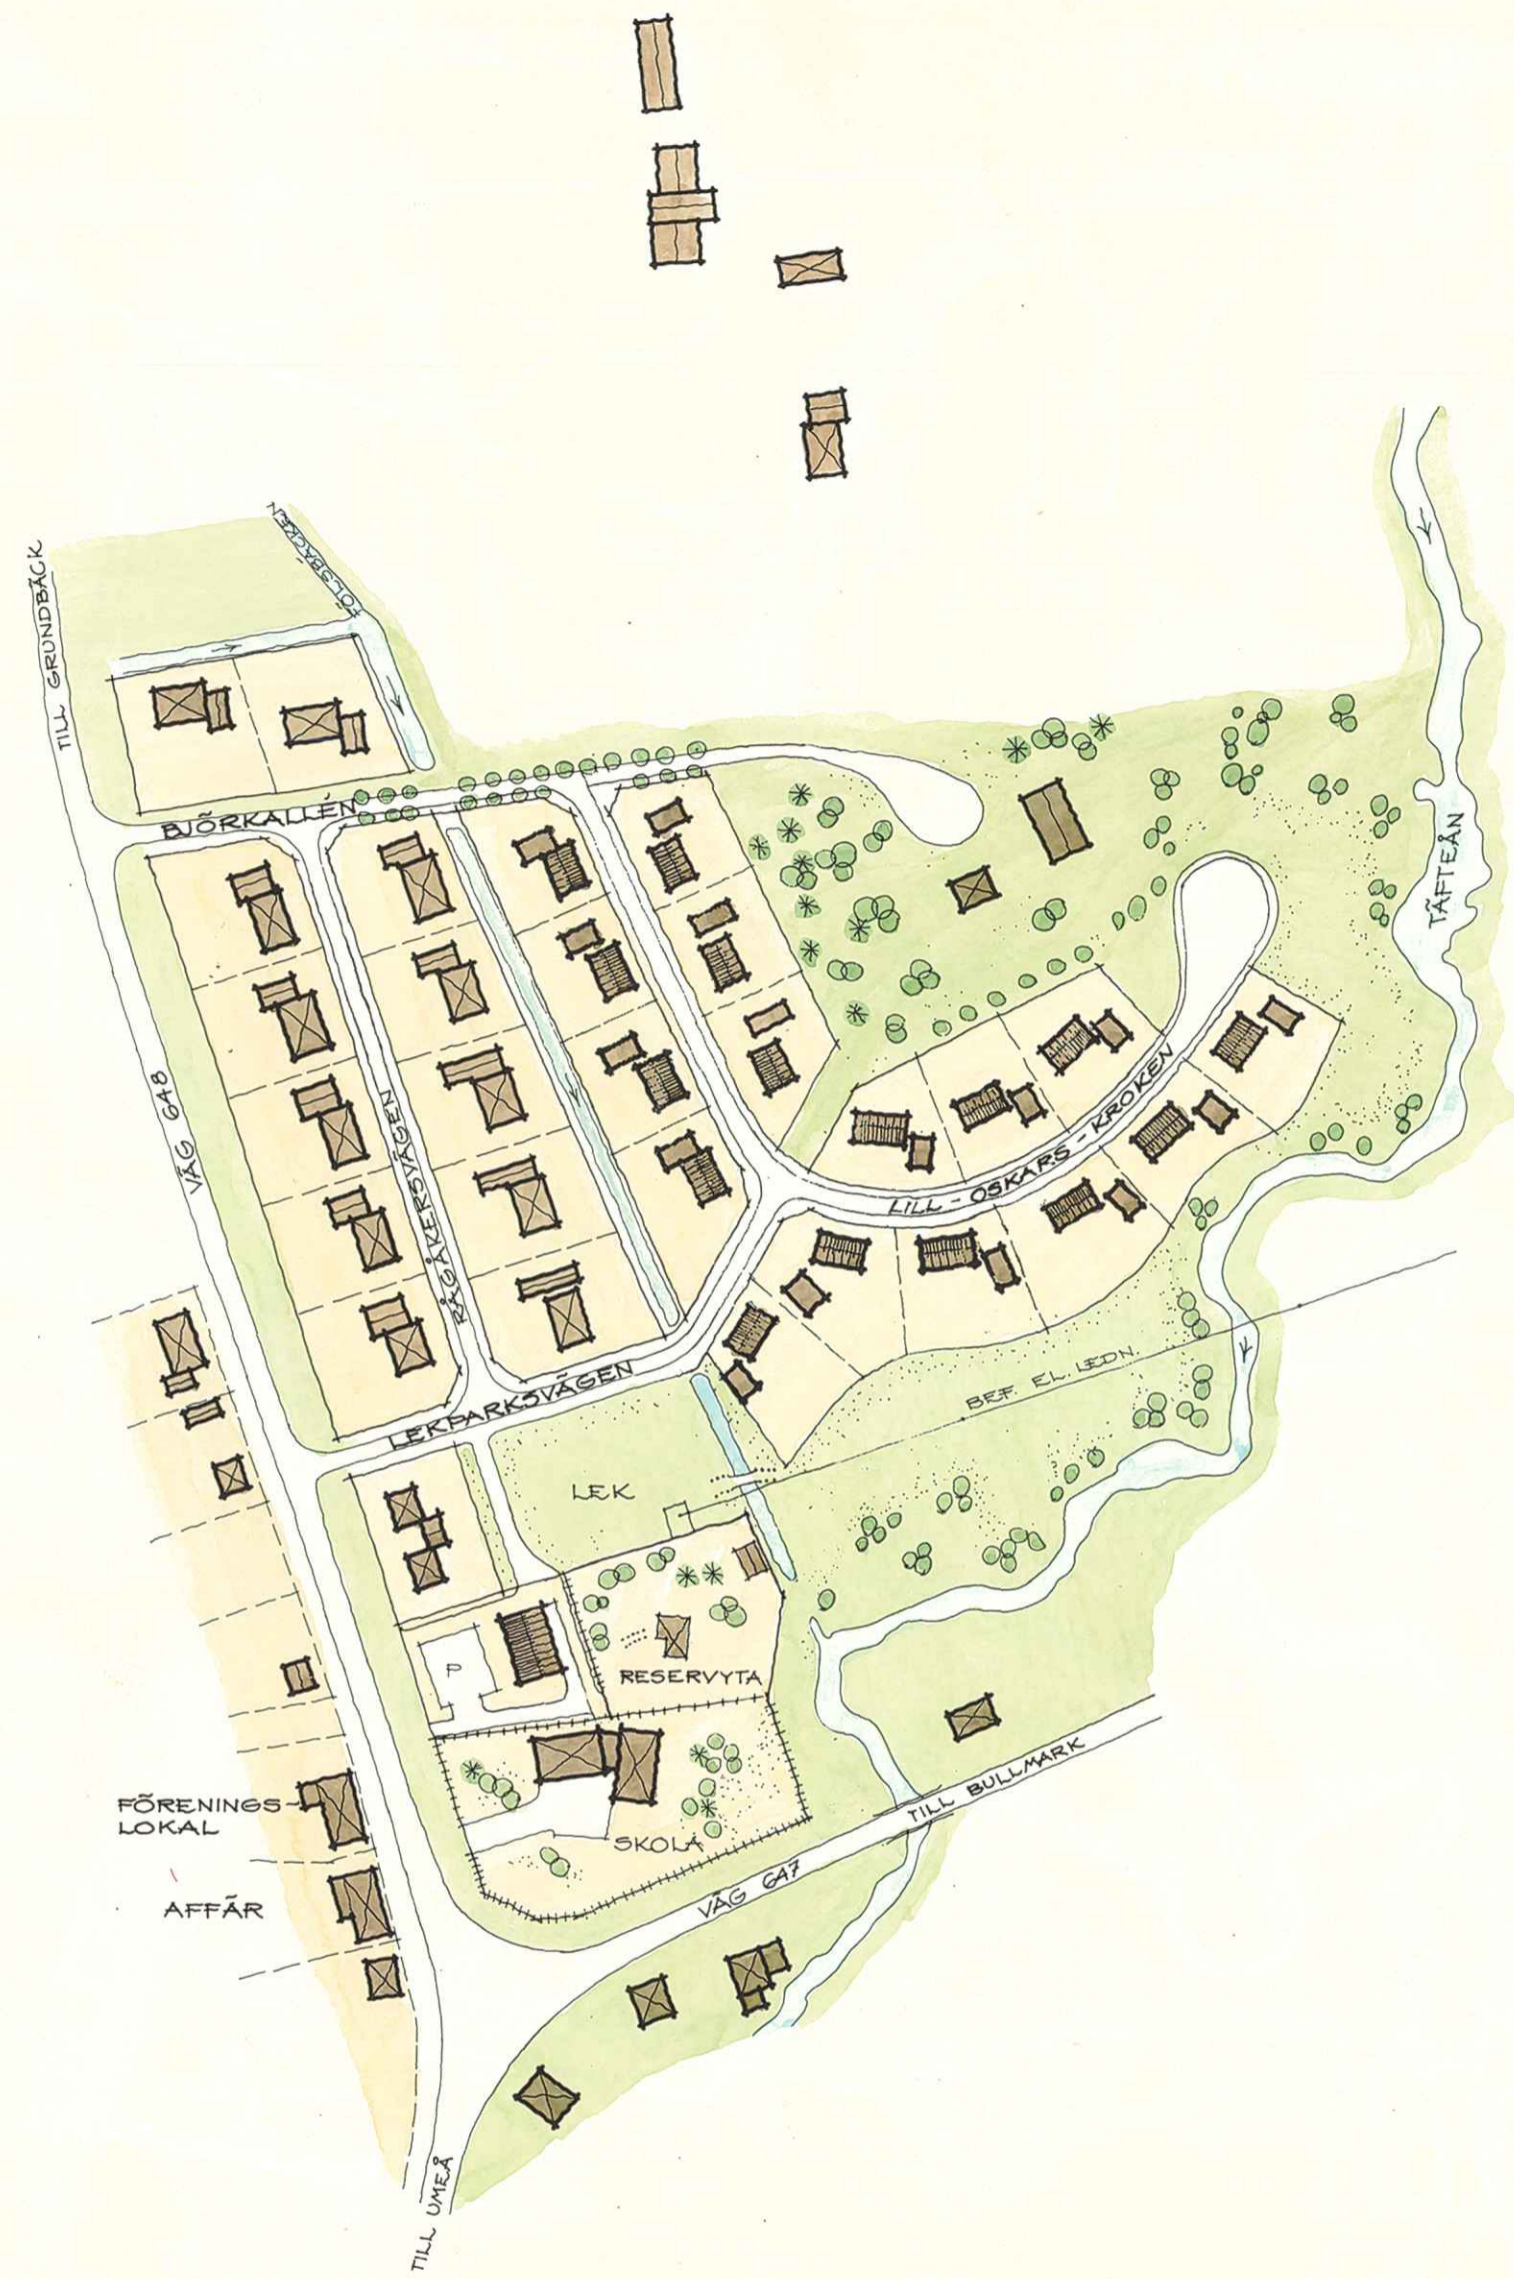 FÖLSBÄCKEN
TILL GRUNDBÄCK
BJÖRKALLÉN
TÄFTEÅN
VÄG 648
RÅGÅKERSVÄGEN
LILL-OSKARS-KROKEN
LEKPARKSVÄGEN
BEF. EL. LEDN.
LEK
P
RESERVYTA
TILL BULLMARK
FÖRENINGS-
LOKAL
SKOLA
VÄG 647
AFFÄR
TILL UMEÅ